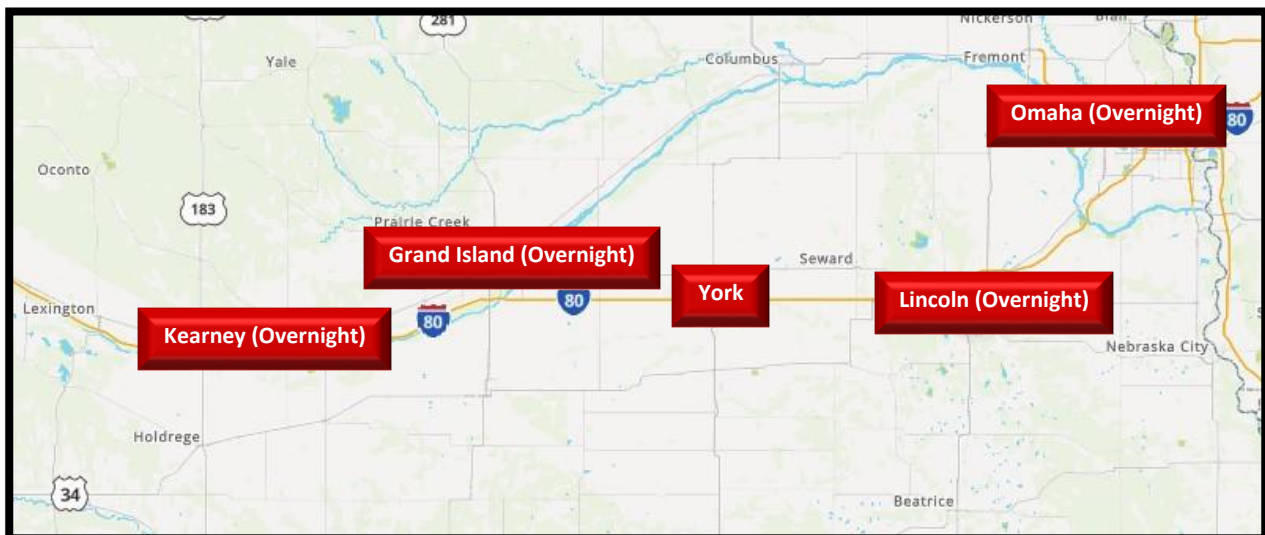 281
Nickerson
Yale
Columbus
Fremont
Omaha (Overnight)
80
Oconto
183
Prairie Creek
Grand Island (Overnight)
Seward
York
80
Lincoln (Overnight)
Lexington
80
Kearney (Overnight)
Nebraska City
Holdrege
34
Beatrice